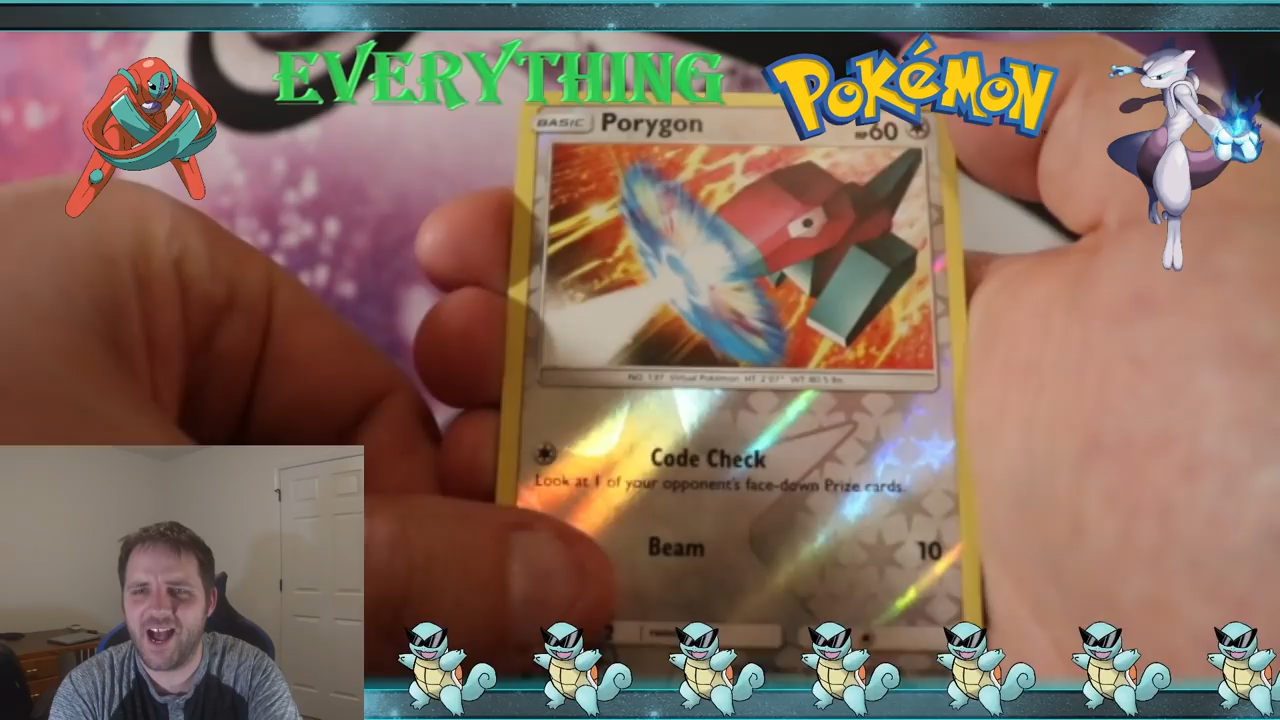 EVERYTHING POKéMON
BASIC Porygon HP60
NO. 137 Virtual Pokémon HT 2'07" WT 80.5 lbs.
Code Check
Look at 1 of your opponent's face-down Prize cards.
Beam 10